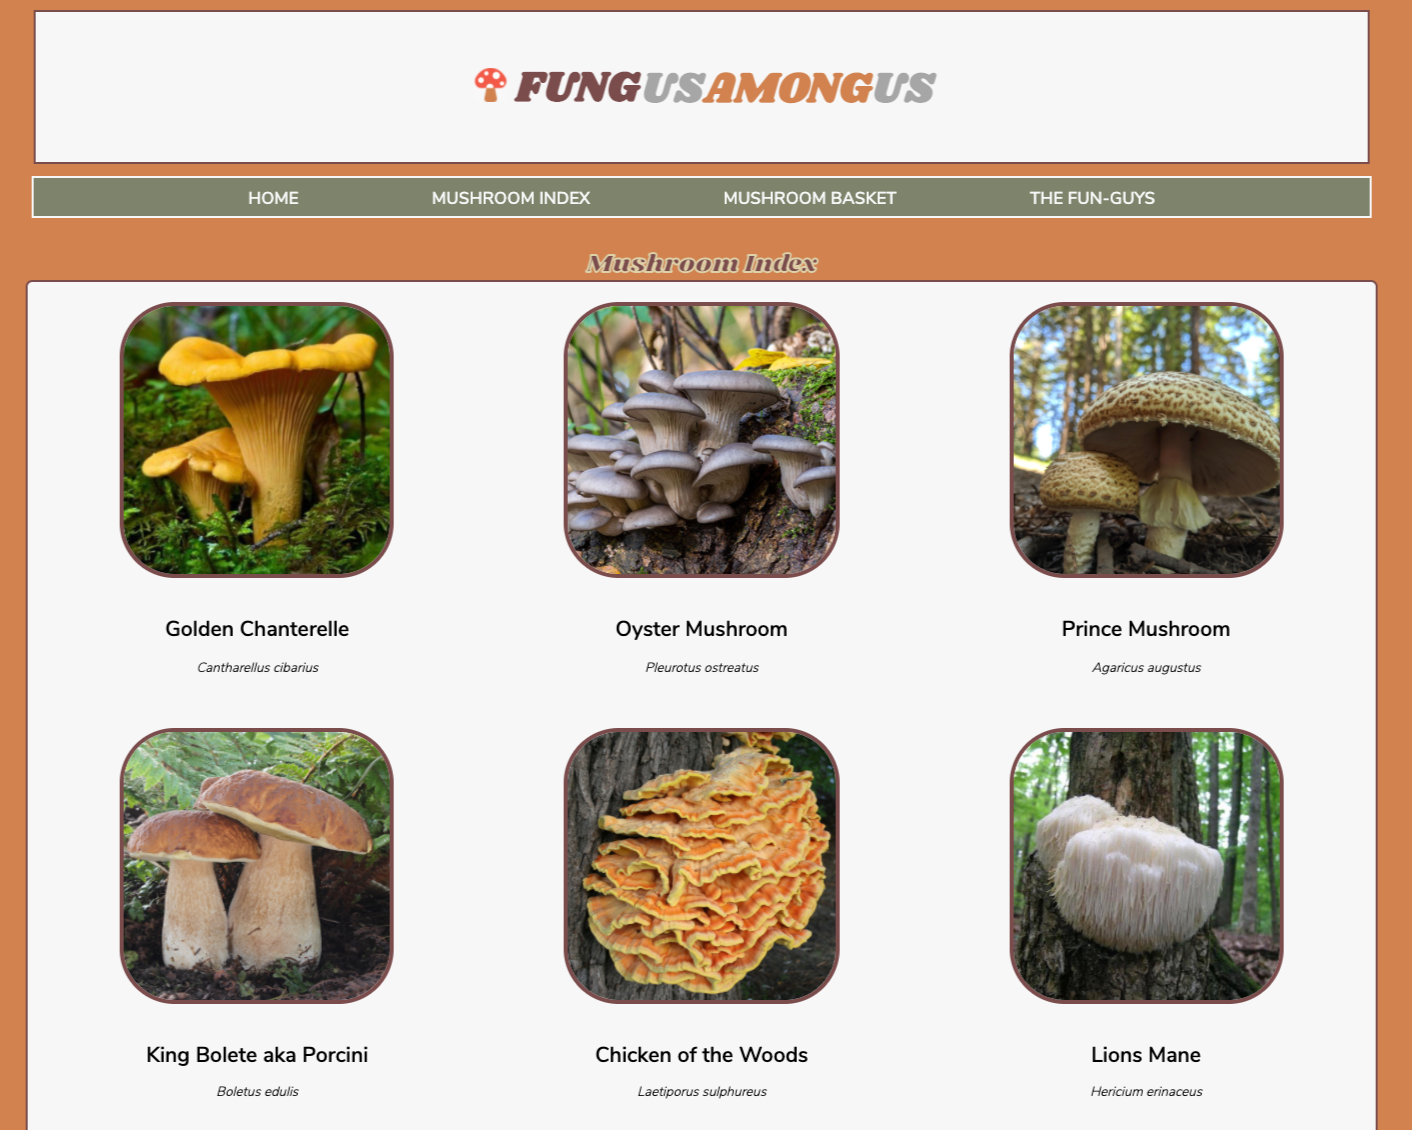 FUNGUSAMONGUS
HOME MUSHROOM INDEX MUSHROOM BASKET THE FUN-GUYS
Mushroom Index
Golden Chanterelle Oyster Mushroom Prince Mushroom
Cantharellus cibarius Pleurotus ostreatus Agaricus augustus
King Bolete aka Porcini Chicken of the Woods Lions Mane
Boletus edulis Laetiporus sulphureus Hericium erinaceus